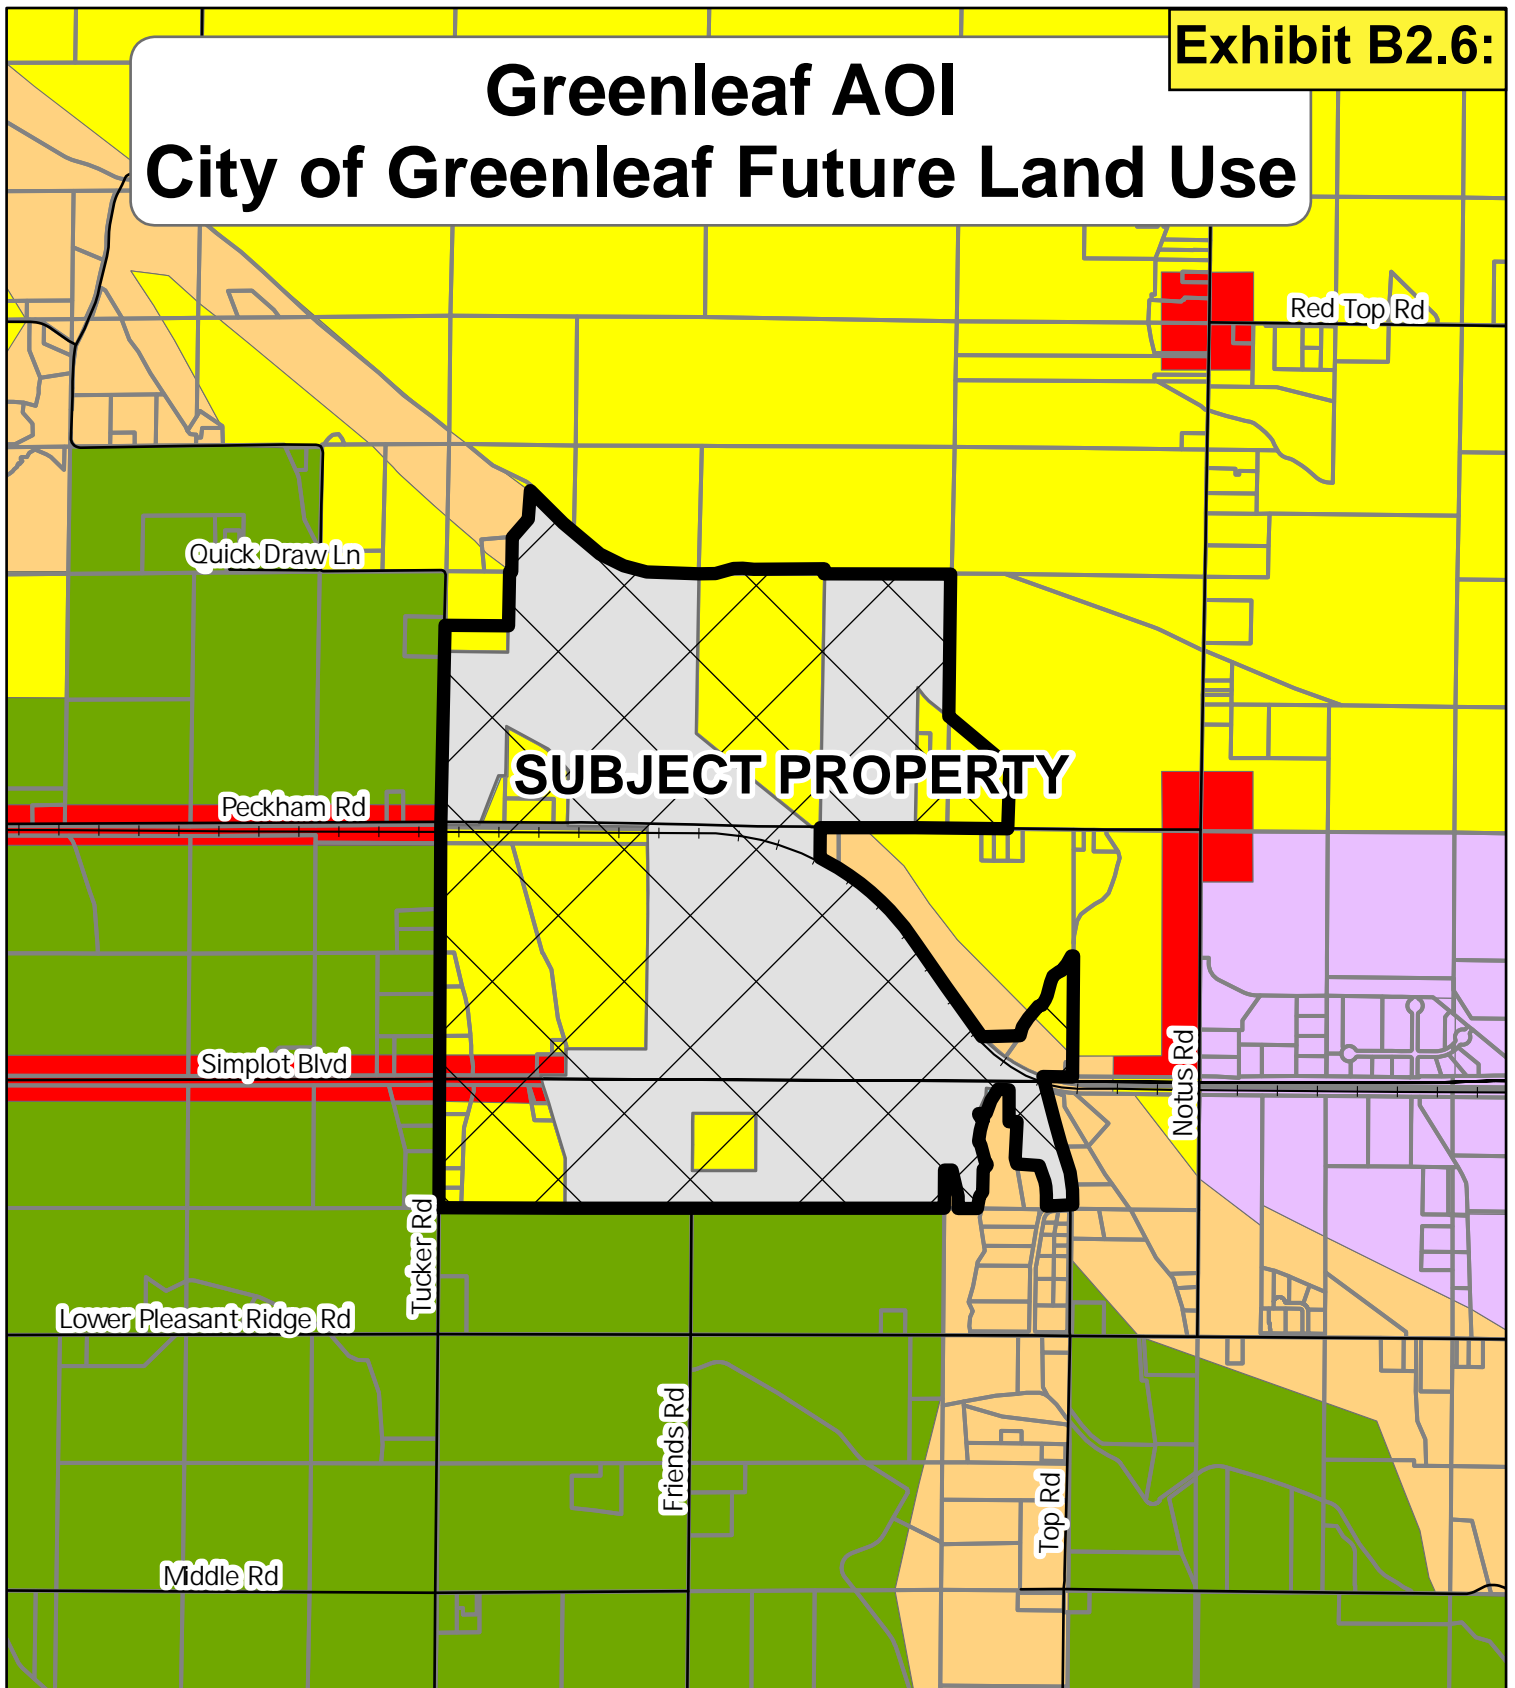 Exhibit B2.6:
Greenleaf AOI
City of Greenleaf Future Land Use
Red Top Rd
Quick Draw Ln
SUBJECT PROPERTY
Peckham Rd
Simplot Blvd
Notus Rd
Tucker Rd
Lower Pleasant Ridge Rd
Friends Rd
Top Rd
Middle Rd